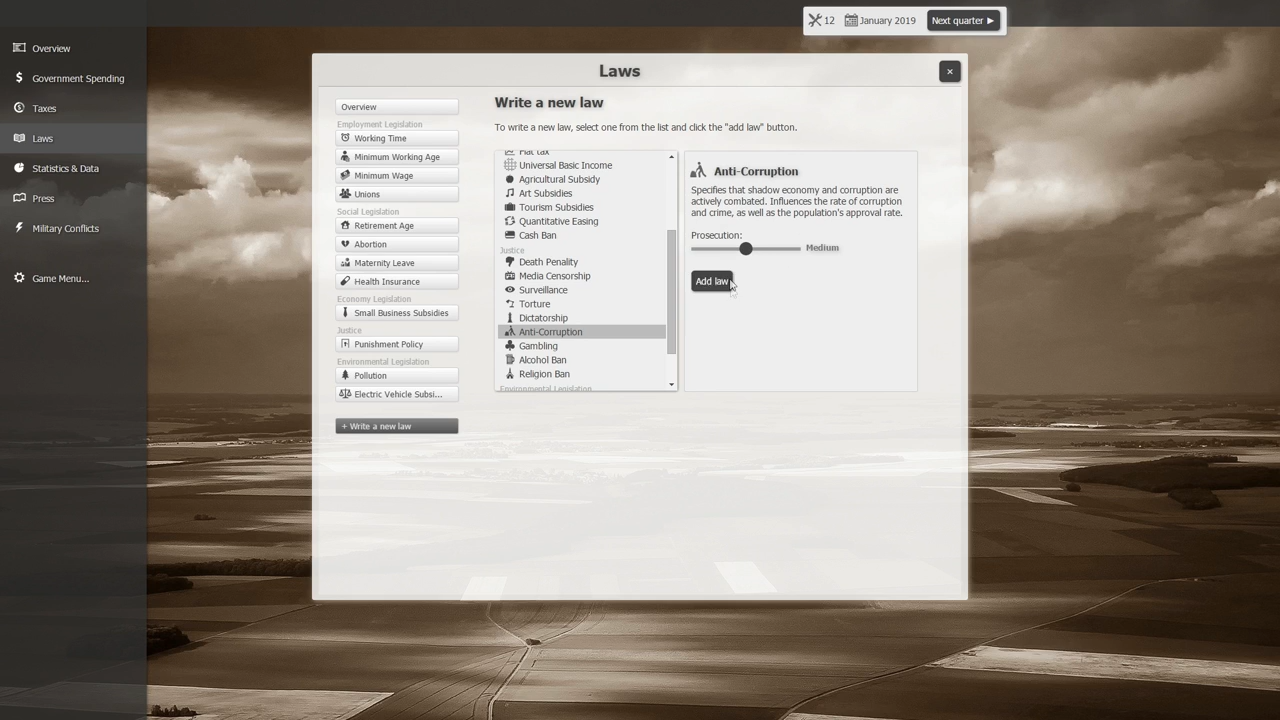 12
January 2019
Next quarter ►
Overview
Government Spending
Taxes
Laws
Statistics & Data
Press
Military Conflicts
Game Menu...
Laws
×
Overview
Employment Legislation
Working Time
Minimum Working Age
Minimum Wage
Unions
Social Legislation
Retirement Age
Abortion
Maternity Leave
Health Insurance
Economy Legislation
Small Business Subsidies
Justice
Punishment Policy
Environmental Legislation
Pollution
Electric Vehicle Subsi...
+ Write a new law
Write a new law
To write a new law, select one from the list and click the "add law" button.
Flat tax
Universal Basic Income
Agricultural Subsidy
Art Subsidies
Tourism Subsidies
Quantitative Easing
Cash Ban
Justice
Death Penality
Media Censorship
Surveillance
Torture
Dictatorship
Anti-Corruption
Gambling
Alcohol Ban
Religion Ban
Environmental Legislation
Anti-Corruption
Specifies that shadow economy and corruption are
actively combated. Influences the rate of corruption
and crime, as well as the population's approval rate.
Prosecution:
Medium
Add law